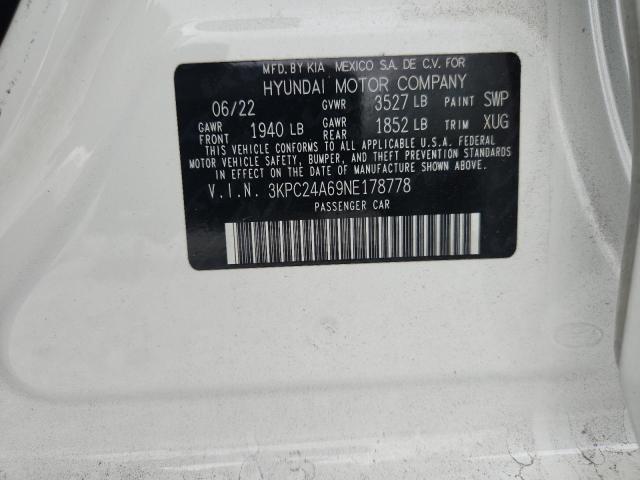 MFD. BY KIA MEXICO S.A. DE C.V. FOR
HYUNDAI MOTOR COMPANY
06/22 GVWR 3527 LB PAINT SWP
GAWR FRONT 1940 LB GAWR REAR 1852 LB TRIM XUG
THIS VEHICLE CONFORMS TO ALL APPLICABLE U.S.A. FEDERAL
MOTOR VEHICLE SAFETY, BUMPER, AND THEFT PREVENTION STANDARDS
IN EFFECT ON THE DATE OF MANUFACTURE SHOWN ABOVE.
V.I.N. 3KPC24A69NE178778
PASSENGER CAR